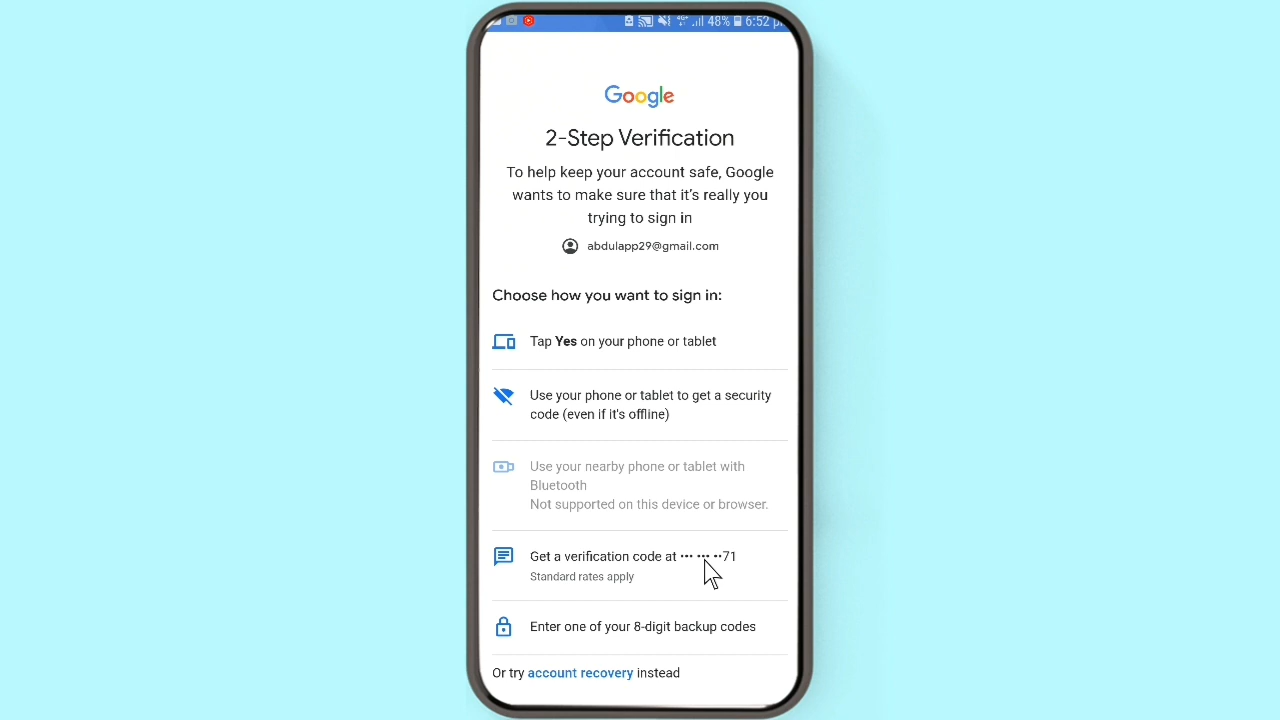 48% 6:52
Google
2-Step Verification
To help keep your account safe, Google
wants to make sure that it's really you
trying to sign in
abdulapp29@gmail.com
Choose how you want to sign in:
Tap Yes on your phone or tablet
Use your phone or tablet to get a security
code (even if it's offline)
Use your nearby phone or tablet with
Bluetooth
Not supported on this device or browser.
Get a verification code at ••• ••• ••71
Standard rates apply
Enter one of your 8-digit backup codes
Or try account recovery instead